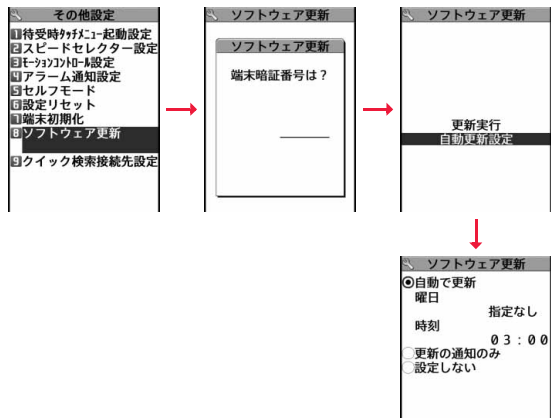 その他設定
1待受時ﾀｯﾁﾒﾆｭｰ起動設定
2スピードセレクター設定
3ﾓｰｼｮﾝｺﾝﾄﾛｰﾙ設定
4アラーム通知設定
5セルフモード
6設定リセット
7端末初期化
8ソフトウェア更新
9クイック検索接続先設定
ソフトウェア更新
ソフトウェア更新
端末暗証番号は？
ソフトウェア更新
更新実行
自動更新設定
ソフトウェア更新
自動で更新
曜日
指定なし
時刻
03:00
更新の通知のみ
設定しない